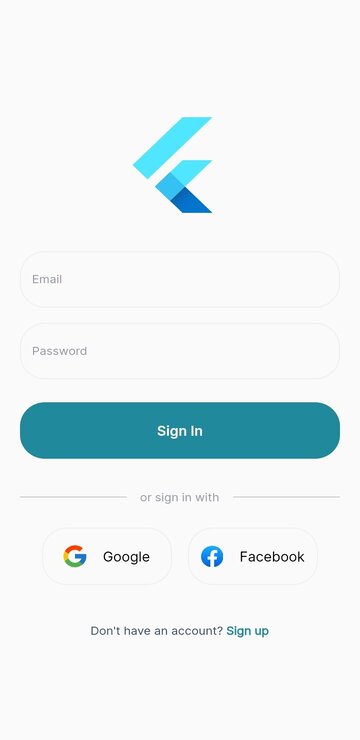 Email
Password
Sign In
or sign in with
Google
Facebook
Don't have an account? Sign up